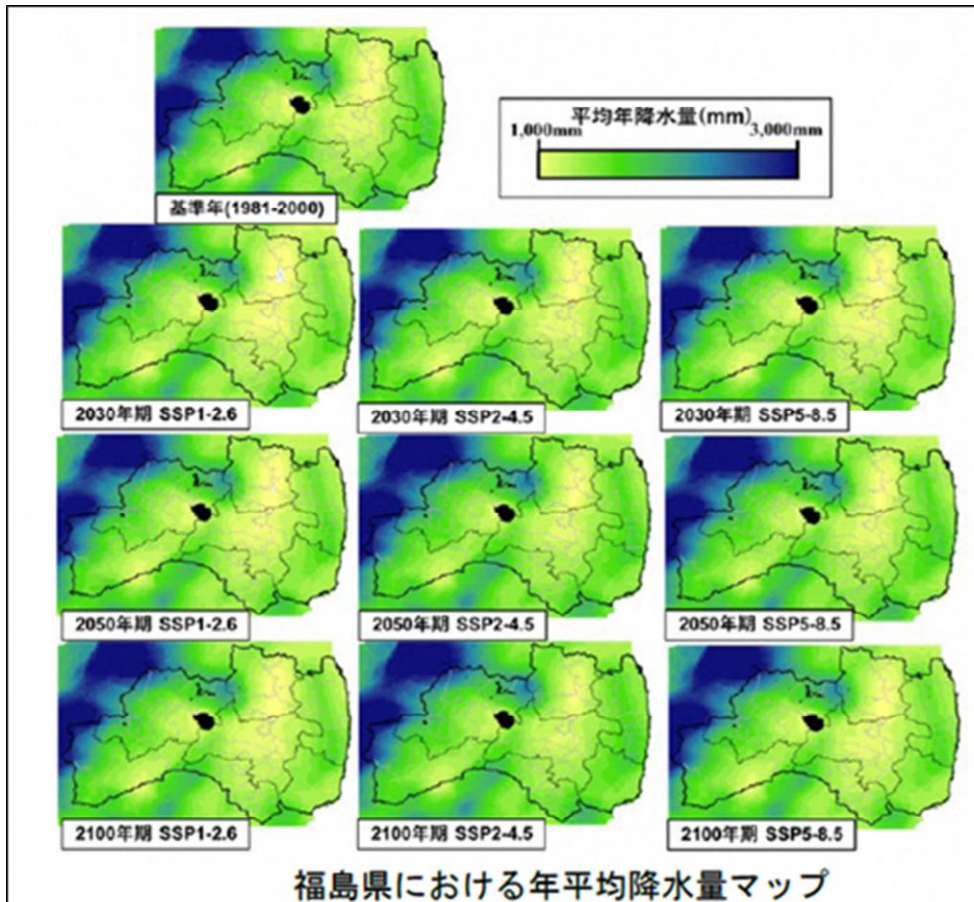 平均年降水量(mm)
1,000mm 3,000mm
基準年(1981-2000)
2030年期 SSP1-2.6
2030年期 SSP2-4.5
2030年期 SSP5-8.5
2050年期 SSP1-2.6
2050年期 SSP2-4.5
2050年期 SSP5-8.5
2100年期 SSP1-2.6
2100年期 SSP2-4.5
2100年期 SSP5-8.5
福島県における年平均降水量マップ